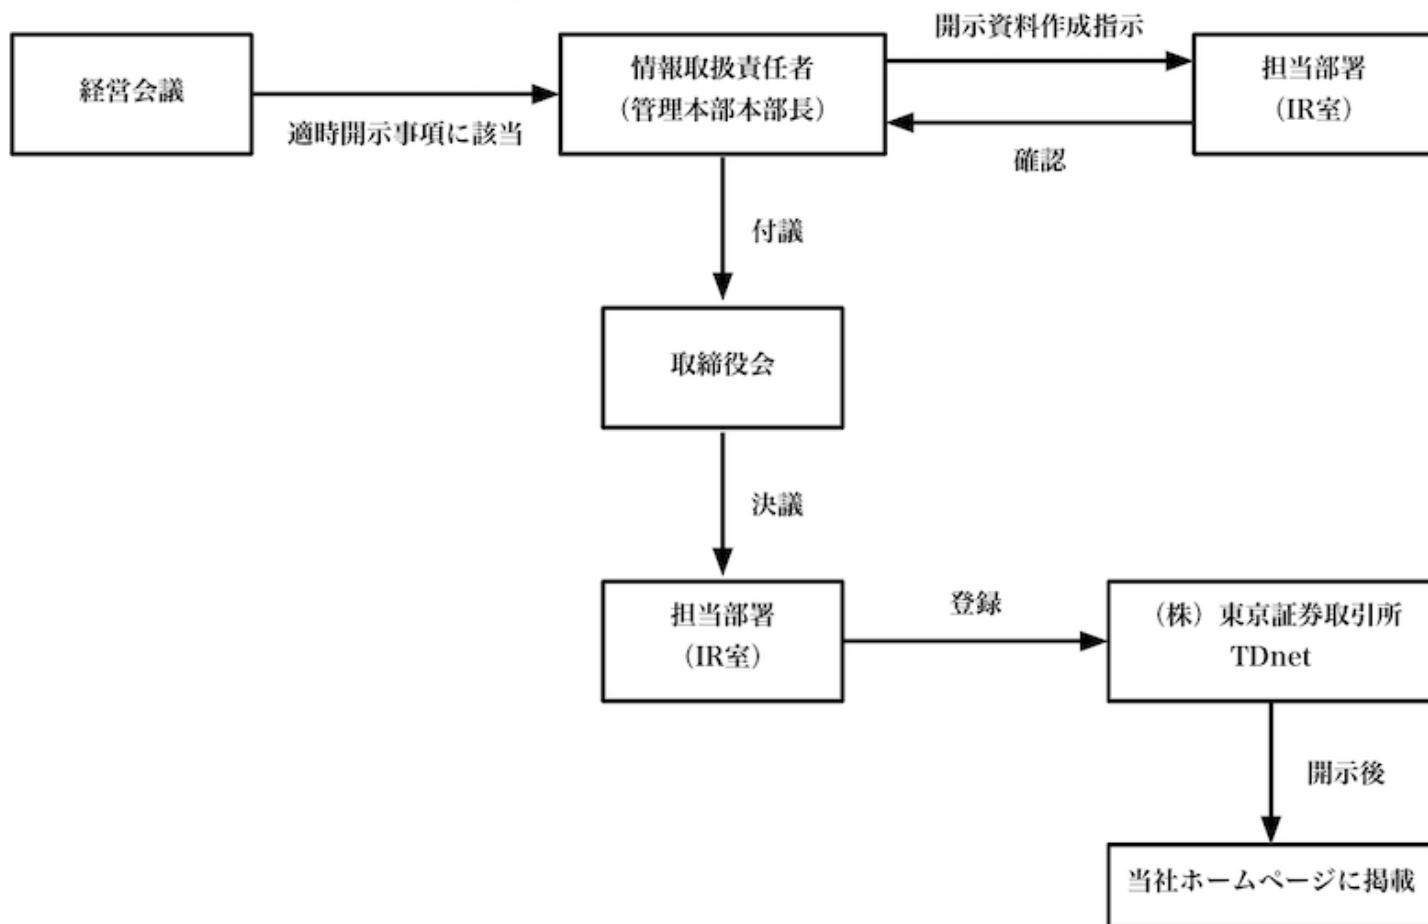 開示資料作成指示
経営会議
情報取扱責任者
(管理本部本部長)
担当部署
(IR室)
適時開示事項に該当
確認
付議
取締役会
決議
担当部署
(IR室)
登録
(株)東京証券取引所
TDnet
開示後
当社ホームページに掲載